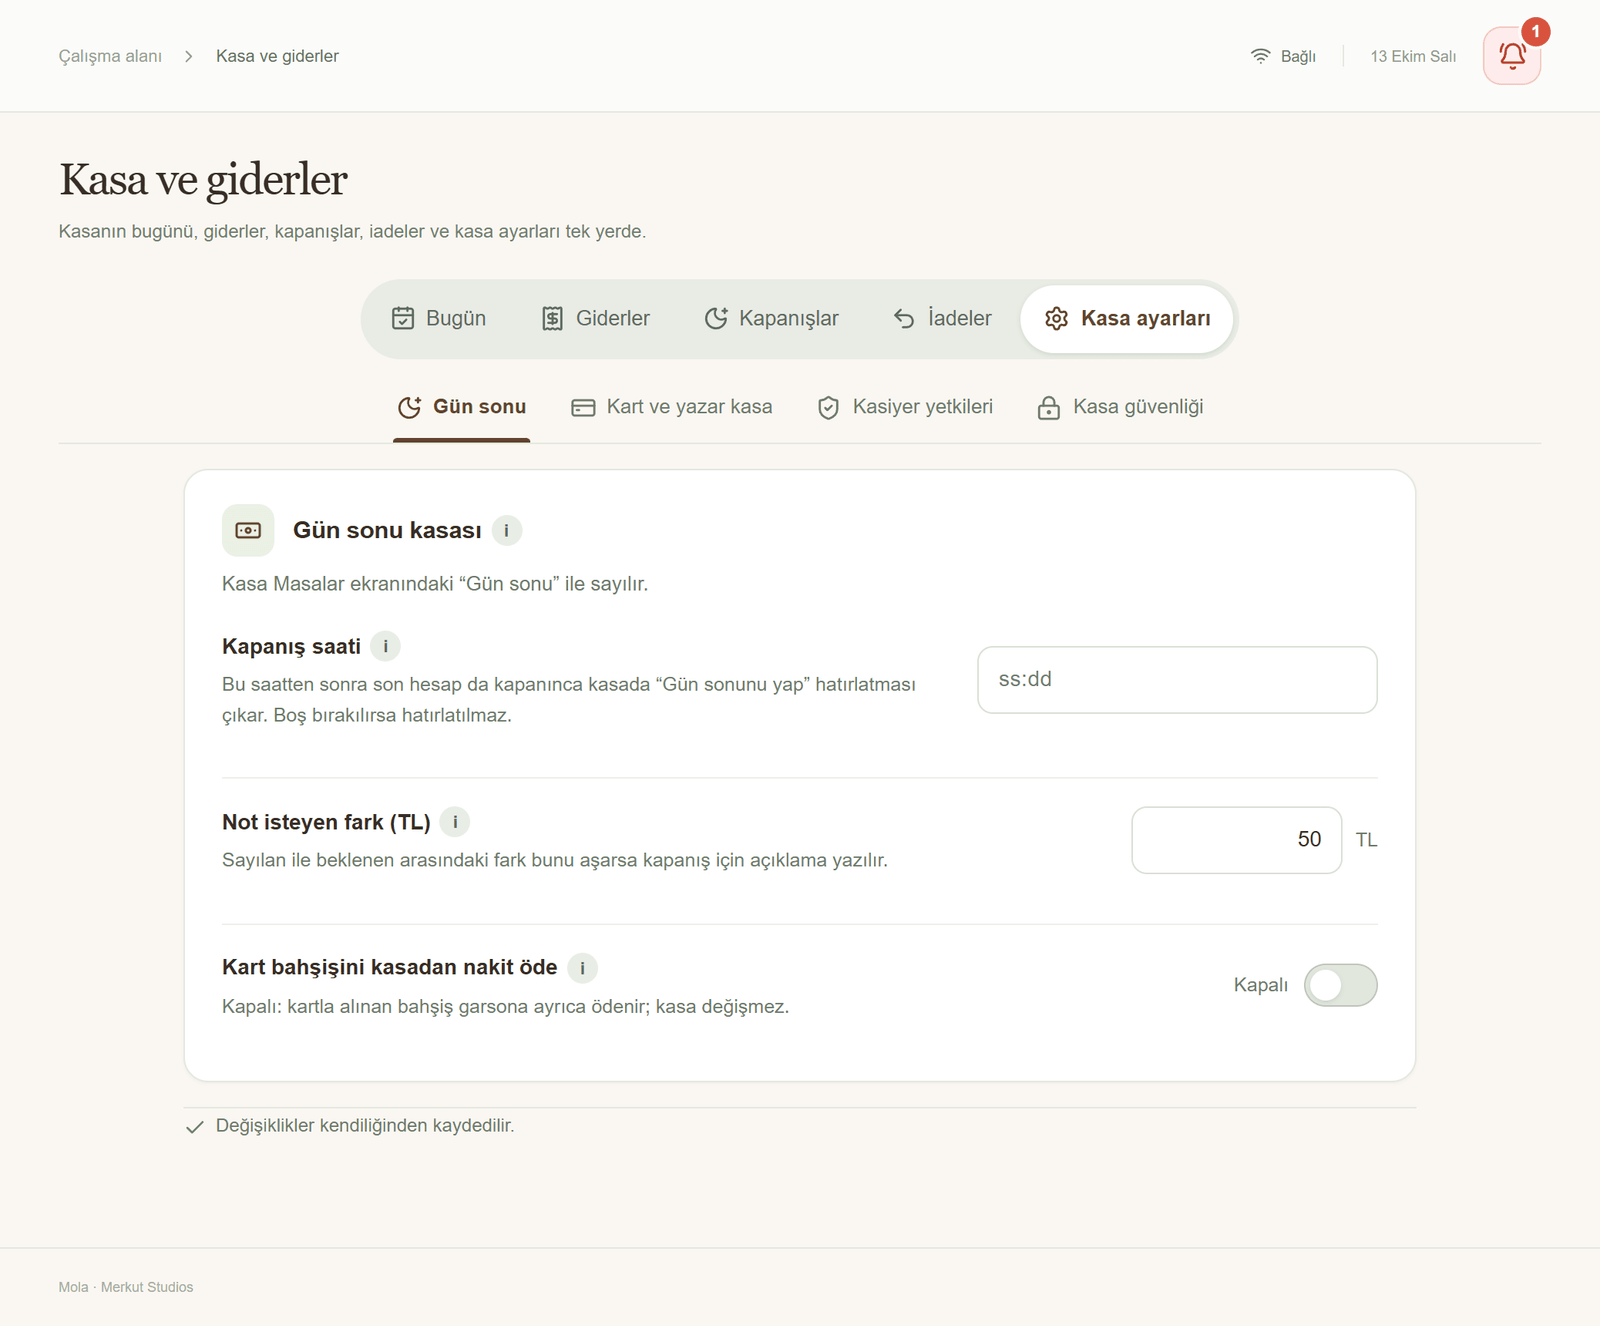 Çalışma alanı
Kasa ve giderler
Bağlı
13 Ekim Salı
1
Kasa ve giderler
Kasanın bugünü, giderler, kapanışlar, iadeler ve kasa ayarları tek yerde.
Bugün
Giderler
Kapanışlar
İadeler
Kasa ayarları
Gün sonu
Kart ve yazar kasa
Kasiyer yetkileri
Kasa güvenliği
Gün sonu kasası i
Kasa Masalar ekranındaki “Gün sonu” ile sayılır.
Kapanış saati i
Bu saatten sonra son hesap da kapanınca kasada “Gün sonunu yap” hatırlatması
çıkar. Boş bırakılırsa hatırlatılmaz.
ss:dd
Not isteyen fark (TL) i
Sayılan ile beklenen arasındaki fark bunu aşarsa kapanış için açıklama yazılır.
50 TL
Kart bahşişini kasadan nakit öde i
Kapalı: kartla alınan bahşiş garsona ayrıca ödenir; kasa değişmez.
Kapalı
Değişiklikler kendiliğinden kaydedilir.
Mola · Merkut Studios